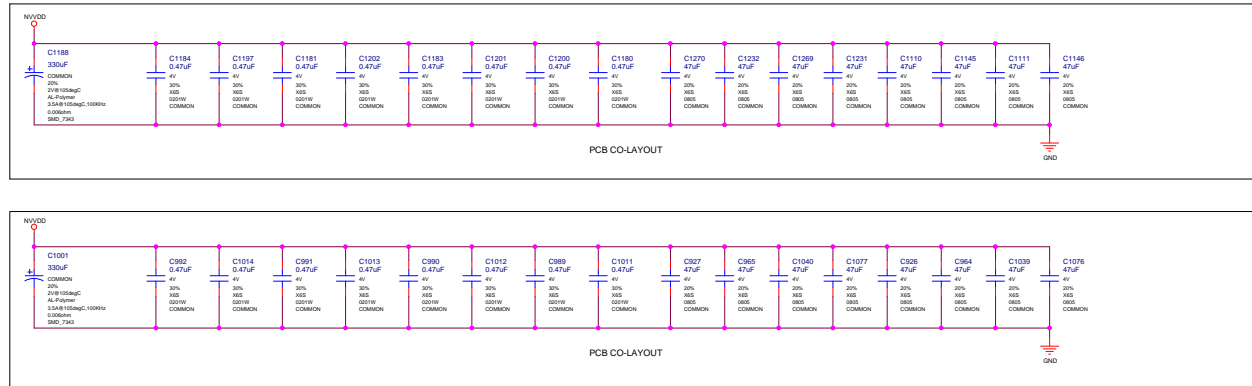 NVVDD
C1188
330uF
COMMON
20%
2V@105degC
AL-Polymer
3.5A@105degC,100KHz
0.006ohm
SMD_7343
C1184
0.47uF
4V
30%
X6S
0201W
COMMON
C1197
0.47uF
4V
30%
X6S
0201W
COMMON
C1181
0.47uF
4V
30%
X6S
0201W
COMMON
C1202
0.47uF
4V
30%
X6S
0201W
COMMON
C1183
0.47uF
4V
30%
X6S
0201W
COMMON
C1201
0.47uF
4V
30%
X6S
0201W
COMMON
C1200
0.47uF
4V
30%
X6S
0201W
COMMON
C1180
0.47uF
4V
30%
X6S
0201W
COMMON
C1270
47uF
4V
20%
X6S
0805
COMMON
C1232
47uF
4V
20%
X6S
0805
COMMON
C1269
47uF
4V
20%
X6S
0805
COMMON
C1231
47uF
4V
20%
X6S
0805
COMMON
C1110
47uF
4V
20%
X6S
0805
COMMON
C1145
47uF
4V
20%
X6S
0805
COMMON
C1111
47uF
4V
20%
X6S
0805
COMMON
C1146
47uF
4V
20%
X6S
0805
COMMON
PCB CO-LAYOUT
GND
NVVDD
C1001
330uF
COMMON
20%
2V@105degC
AL-Polymer
3.5A@105degC,100KHz
0.006ohm
SMD_7343
C992
0.47uF
4V
30%
X6S
0201W
COMMON
C1014
0.47uF
4V
30%
X6S
0201W
COMMON
C991
0.47uF
4V
30%
X6S
0201W
COMMON
C1013
0.47uF
4V
30%
X6S
0201W
COMMON
C990
0.47uF
4V
30%
X6S
0201W
COMMON
C1012
0.47uF
4V
30%
X6S
0201W
COMMON
C989
0.47uF
4V
30%
X6S
0201W
COMMON
C1011
0.47uF
4V
30%
X6S
0201W
COMMON
C927
47uF
4V
20%
X6S
0805
COMMON
C965
47uF
4V
20%
X6S
0805
COMMON
C1040
47uF
4V
20%
X6S
0805
COMMON
C1077
47uF
4V
20%
X6S
0805
COMMON
C926
47uF
4V
20%
X6S
0805
COMMON
C964
47uF
4V
20%
X6S
0805
COMMON
C1039
47uF
4V
20%
X6S
0805
COMMON
C1076
47uF
4V
20%
X6S
0805
COMMON
PCB CO-LAYOUT
GND